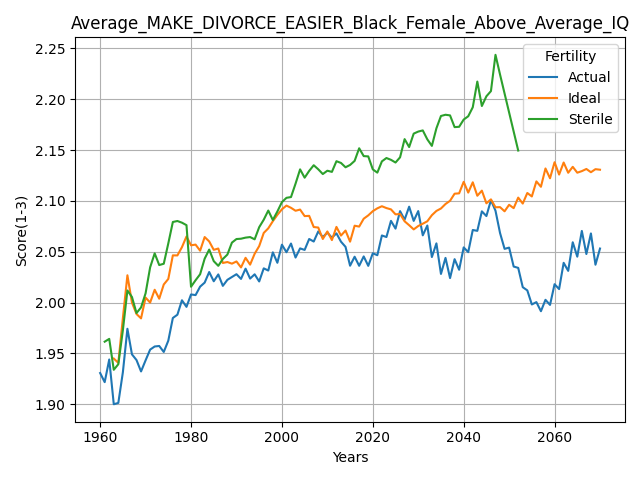 Average_MAKE_DIVORCE_EASIER_Black_Female_Above_Average_IQ
Score(1-3)
2.25
2.20
2.15
2.10
2.05
2.00
1.95
1.90
Fertility
Actual
Ideal
Sterile
1960
1980
2000
2020
2040
2060
Years